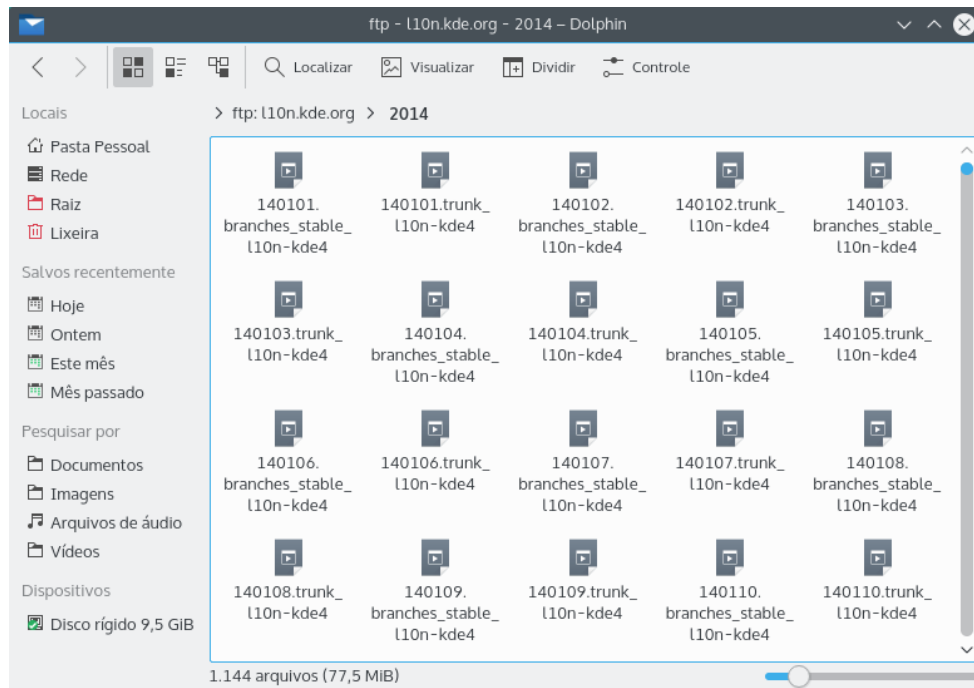 ftp - l10n.kde.org - 2014 – Dolphin
Localizar Visualizar Dividir Controle
Locais
Pasta Pessoal
Rede
Raiz
Lixeira
Salvos recentemente
Hoje
Ontem
Este mês
Mês passado
Pesquisar por
Documentos
Imagens
Arquivos de áudio
Vídeos
Dispositivos
Disco rígido 9,5 GiB
> ftp: l10n.kde.org > 2014
140101.
branches_stable_
l10n-kde4
140101.trunk_
l10n-kde4
140102.
branches_stable_
l10n-kde4
140102.trunk_
l10n-kde4
140103.
branches_stable_
l10n-kde4
140103.trunk_
l10n-kde4
140104.
branches_stable_
l10n-kde4
140104.trunk_
l10n-kde4
140105.
branches_stable_
l10n-kde4
140105.trunk_
l10n-kde4
140106.
branches_stable_
l10n-kde4
140106.trunk_
l10n-kde4
140107.
branches_stable_
l10n-kde4
140107.trunk_
l10n-kde4
140108.
branches_stable_
l10n-kde4
140108.trunk_
l10n-kde4
140109.
branches_stable_
l10n-kde4
140109.trunk_
l10n-kde4
140110.
branches_stable_
l10n-kde4
140110.trunk_
l10n-kde4
1.144 arquivos (77,5 MiB)